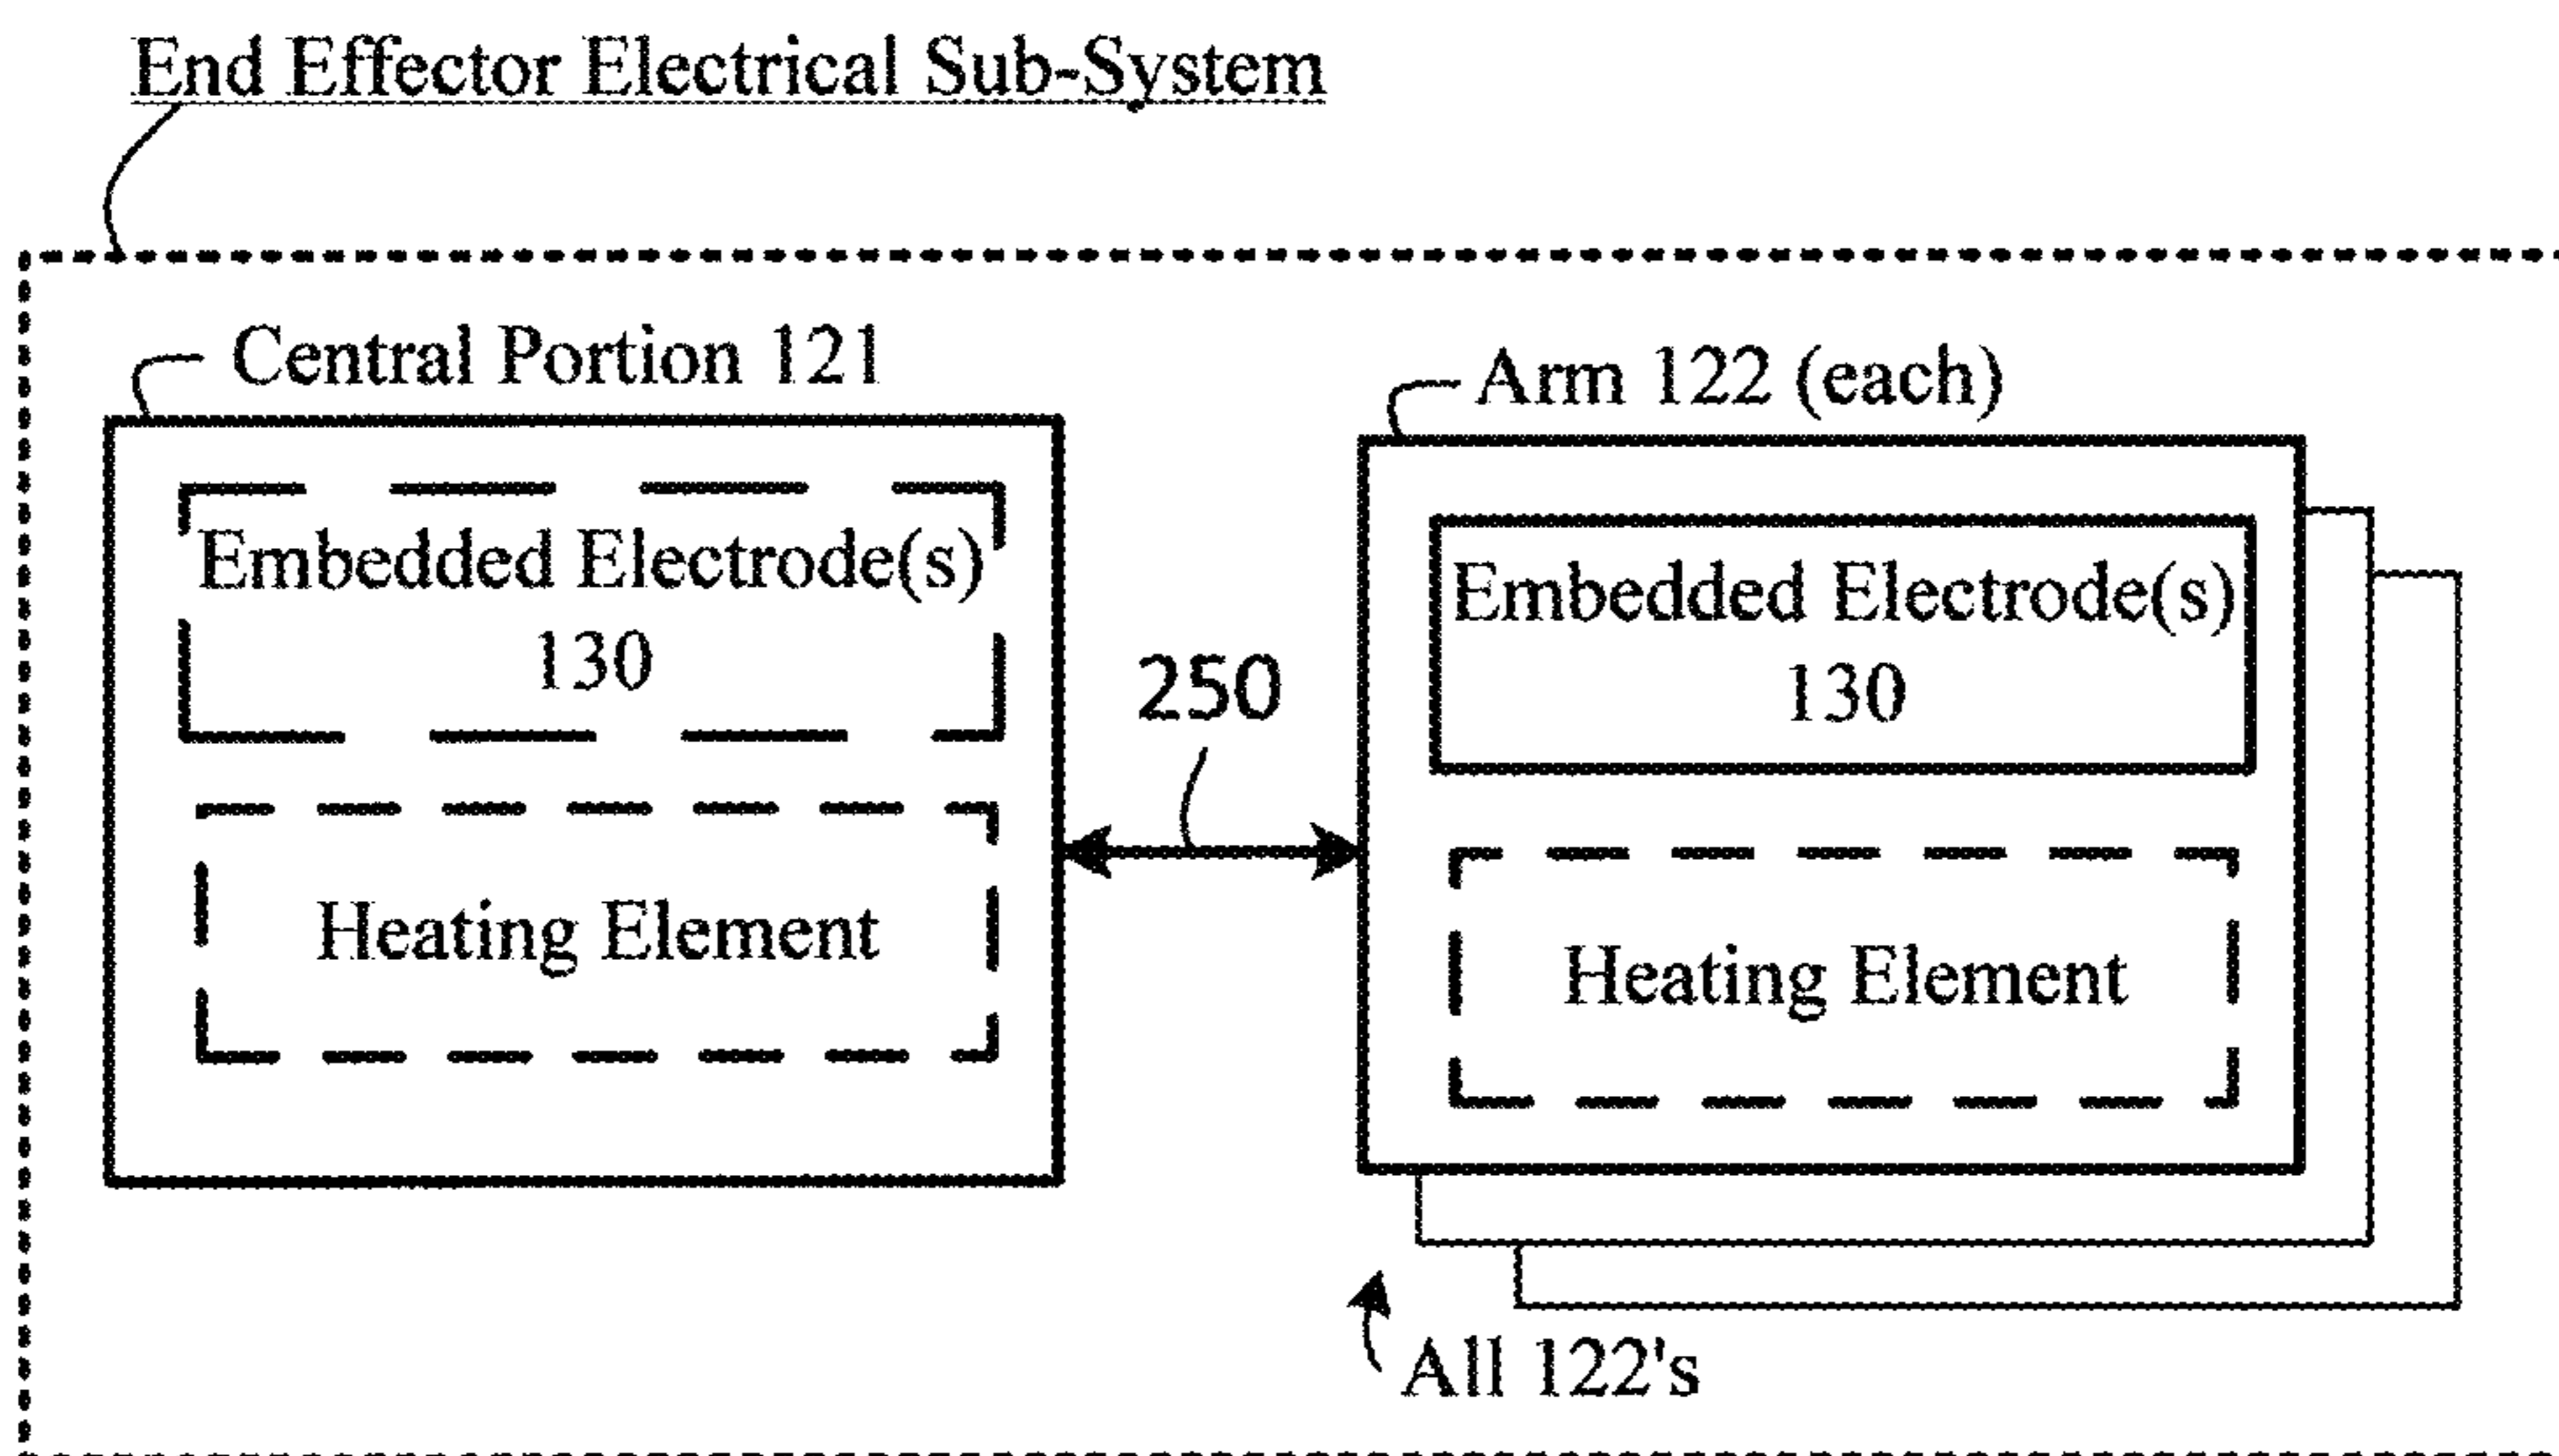 End Effector Electrical Sub-System
Central Portion 121
Arm 122 (each)
Embedded Electrode(s)
130
Heating Element
250
Embedded Electrode(s)
130
Heating Element
All 122's